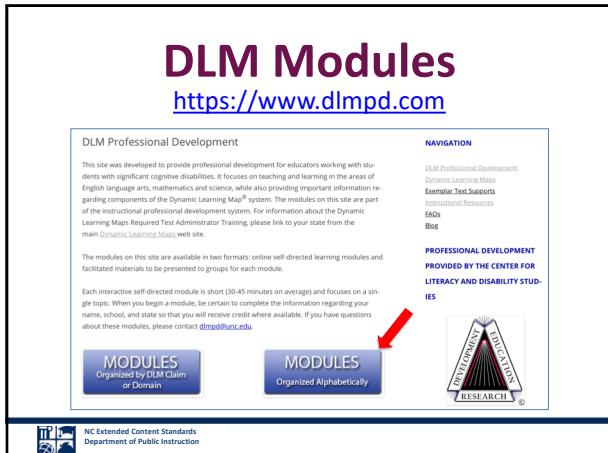 DLM Modules
https://www.dlmpd.com
DLM Professional Development
This site was developed to provide professional development for educators working with stu-
dents with significant cognitive disabilities. It focuses on teaching and learning in the areas of
English language arts, mathematics and science, while also providing important information re-
garding components of the Dynamic Learning Map® system. The modules on this site are part
of the instructional professional development system. For information about the Dynamic
Learning Maps Required Test Administrator Training, please link to your state from the
main Dynamic Learning Maps web site.
The modules on this site are available in two formats: online self-directed learning modules and
facilitated materials to be presented to groups for each module.
Each interactive self-directed module is short (30-45 minutes on average) and focuses on a sin-
gle topic. When you begin a module, be certain to complete the information regarding your
name, school, and state so that you will receive credit where available. If you have questions
about these modules, please contact dlmpd@unc.edu.
MODULES
Organized by DLM Claim
or Domain
MODULES
Organized Alphabetically
NAVIGATION
DLM Professional Development
Dynamic Learning Maps
Exemplar Text Supports
Instructional Resources
FAQs
Blog
PROFESSIONAL DEVELOPMENT
PROVIDED BY THE CENTER FOR
LITERACY AND DISABILITY STUD-
IES
DEVELOPMENT
EDUCATION
RESEARCH
©
NC Extended Content Standards
Department of Public Instruction